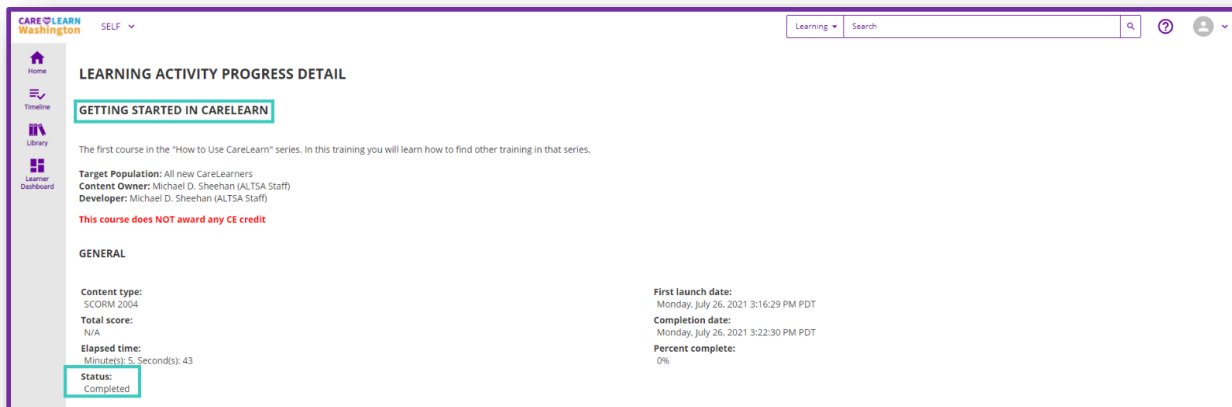 CARE LEARN
Washington
SELF
Learning
Search
Home
Timeline
Library
Learner
Dashboard
LEARNING ACTIVITY PROGRESS DETAIL
GETTING STARTED IN CARELEARN
The first course in the "How to Use CareLearn" series. In this training you will learn how to find other training in that series.
Target Population: All new CareLearners
Content Owner: Michael D. Sheehan (ALTSA Staff)
Developer: Michael D. Sheehan (ALTSA Staff)
This course does NOT award any CE credit
GENERAL
Content type:
SCORM 2004
Total score:
N/A
Elapsed time:
Minute(s): 5, Second(s): 43
Status:
Completed
First launch date:
Monday, July 26, 2021 3:16:29 PM PDT
Completion date:
Monday, July 26, 2021 3:22:30 PM PDT
Percent complete:
0%